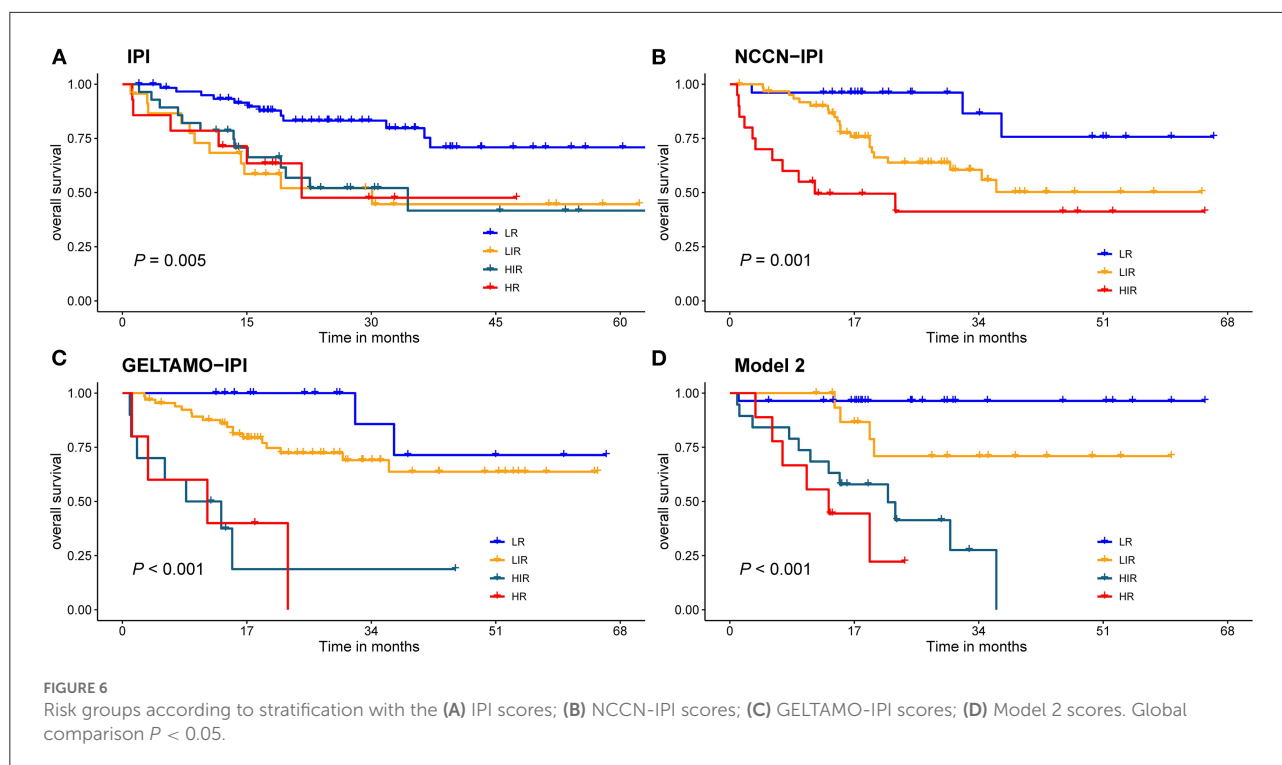 A IPI
overall survival
1.00
0.75
0.50
0.25
0.00
P = 0.005
LR
LIR
HIR
HR
0 15 30 45 60
Time in months
B NCCN−IPI
overall survival
1.00
0.75
0.50
0.25
0.00
P = 0.001
LR
LIR
HIR
0 17 34 51 68
Time in months
C GELTAMO−IPI
overall survival
1.00
0.75
0.50
0.25
0.00
P < 0.001
LR
LIR
HIR
HR
0 17 34 51 68
Time in months
D Model 2
overall survival
1.00
0.75
0.50
0.25
0.00
P < 0.001
LR
LIR
HIR
HR
0 17 34 51 68
Time in months
FIGURE 6
Risk groups according to stratification with the (A) IPI scores; (B) NCCN-IPI scores; (C) GELTAMO-IPI scores; (D) Model 2 scores. Global
comparison P < 0.05.